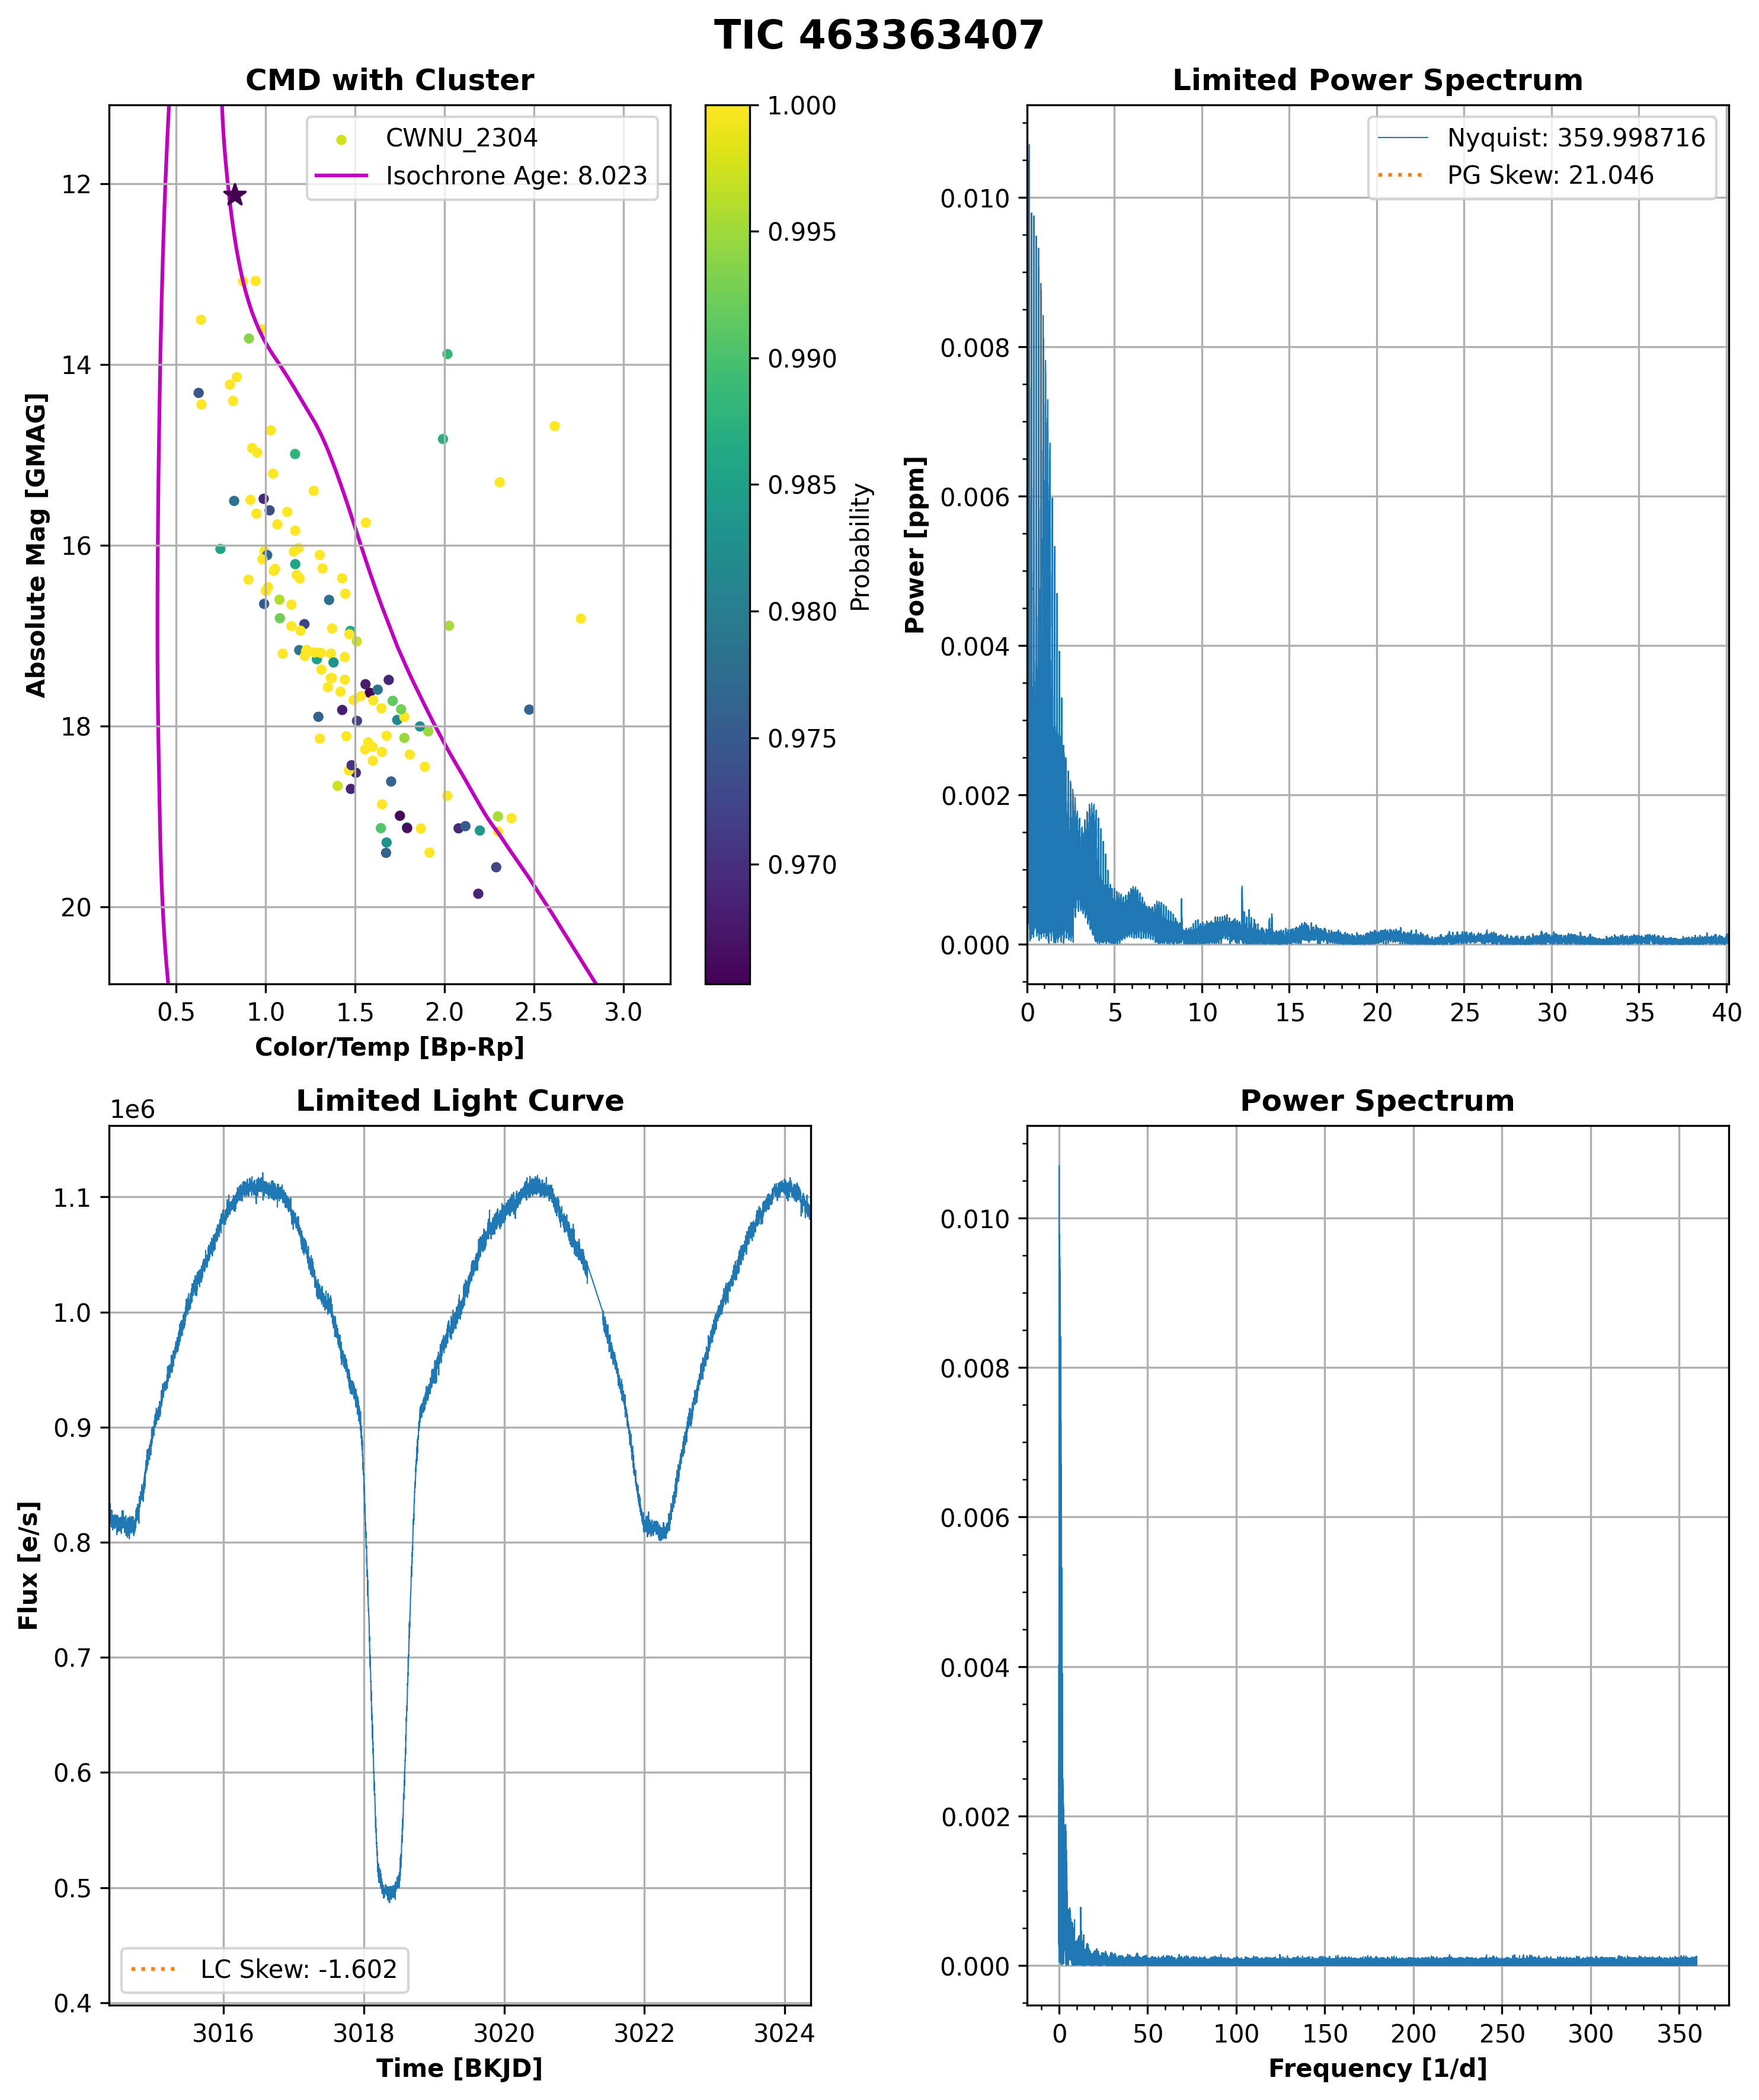 TIC 463363407
CMD with Cluster
CWNU_2304
Isochrone Age: 8.023
12
14
16
18
20
Absolute Mag [GMAG]
0.5 1.0 1.5 2.0 2.5 3.0
Color/Temp [Bp-Rp]
1.000
0.995
0.990
0.985
0.980
0.975
0.970
Probability
Limited Power Spectrum
Nyquist: 359.998716
PG Skew: 21.046
0.010
0.008
0.006
0.004
0.002
0.000
Power [ppm]
0 5 10 15 20 25 30 35 40
Limited Light Curve
1e6
1.1
1.0
0.9
0.8
0.7
0.6
0.5
0.4
Flux [e/s]
LC Skew: -1.602
3016 3018 3020 3022 3024
Time [BKJD]
Power Spectrum
0.010
0.008
0.006
0.004
0.002
0.000
0 50 100 150 200 250 300 350
Frequency [1/d]